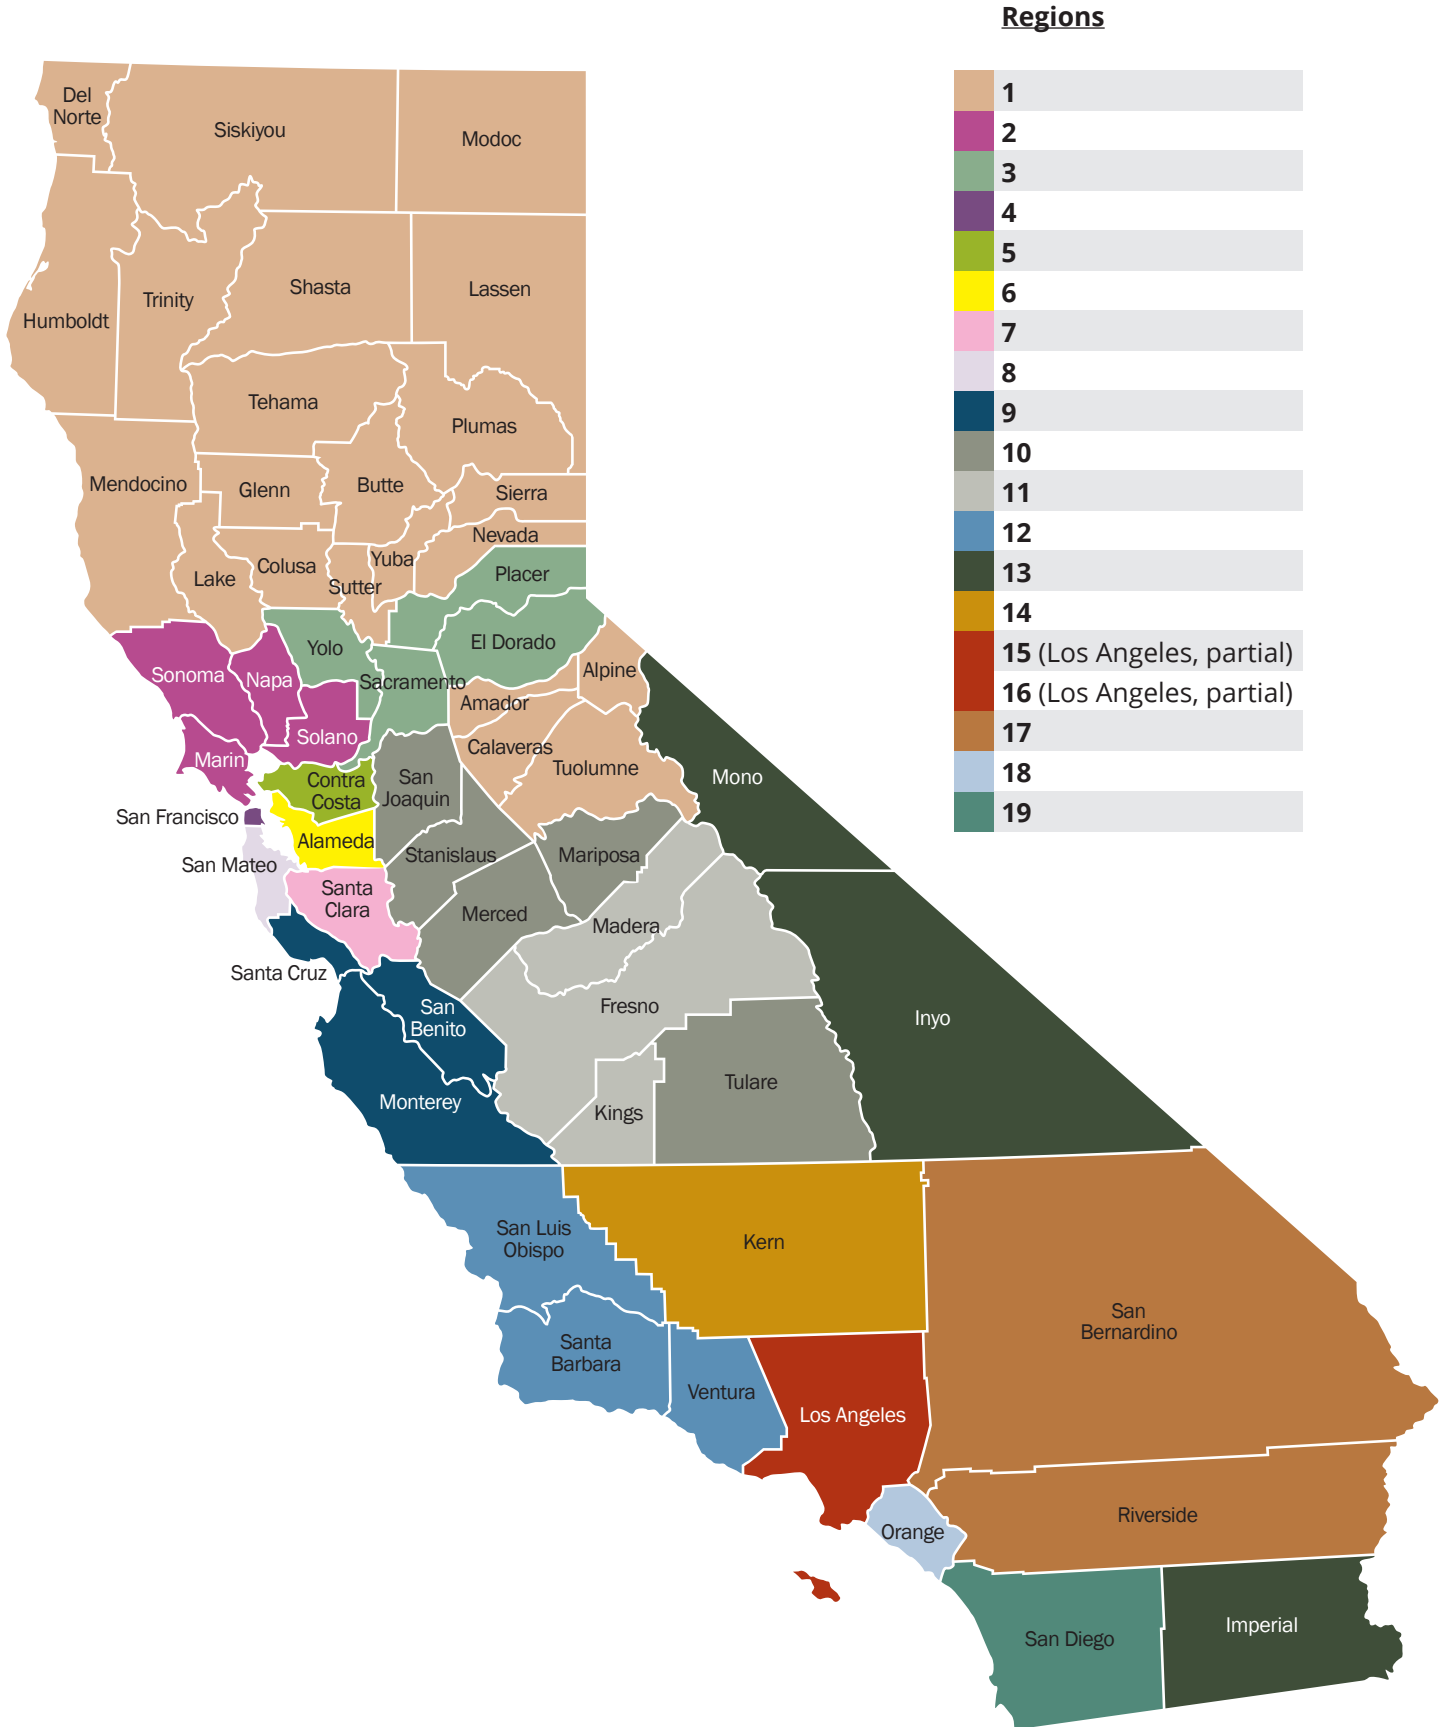 Regions
1
2
3
4
5
6
7
8
9
10
11
12
13
14
15 (Los Angeles, partial)
16 (Los Angeles, partial)
17
18
19
Del
Norte
Siskiyou
Modoc
Humboldt
Trinity
Shasta
Lassen
Tehama
Plumas
Mendocino
Glenn
Butte
Sierra
Nevada
Lake
Colusa
Sutter
Yuba
Placer
Sonoma
Napa
Yolo
El Dorado
Sacramento
Alpine
Amador
Solano
Marin
Calaveras
Tuolumne
Mono
Contra
Costa
San
Joaquin
San Francisco
Alameda
San Mateo
Stanislaus
Mariposa
Santa
Clara
Merced
Madera
Santa Cruz
San
Benito
Fresno
Inyo
Monterey
Kings
Tulare
San Luis
Obispo
Kern
San
Bernardino
Santa
Barbara
Ventura
Los Angeles
Orange
Riverside
San Diego
Imperial